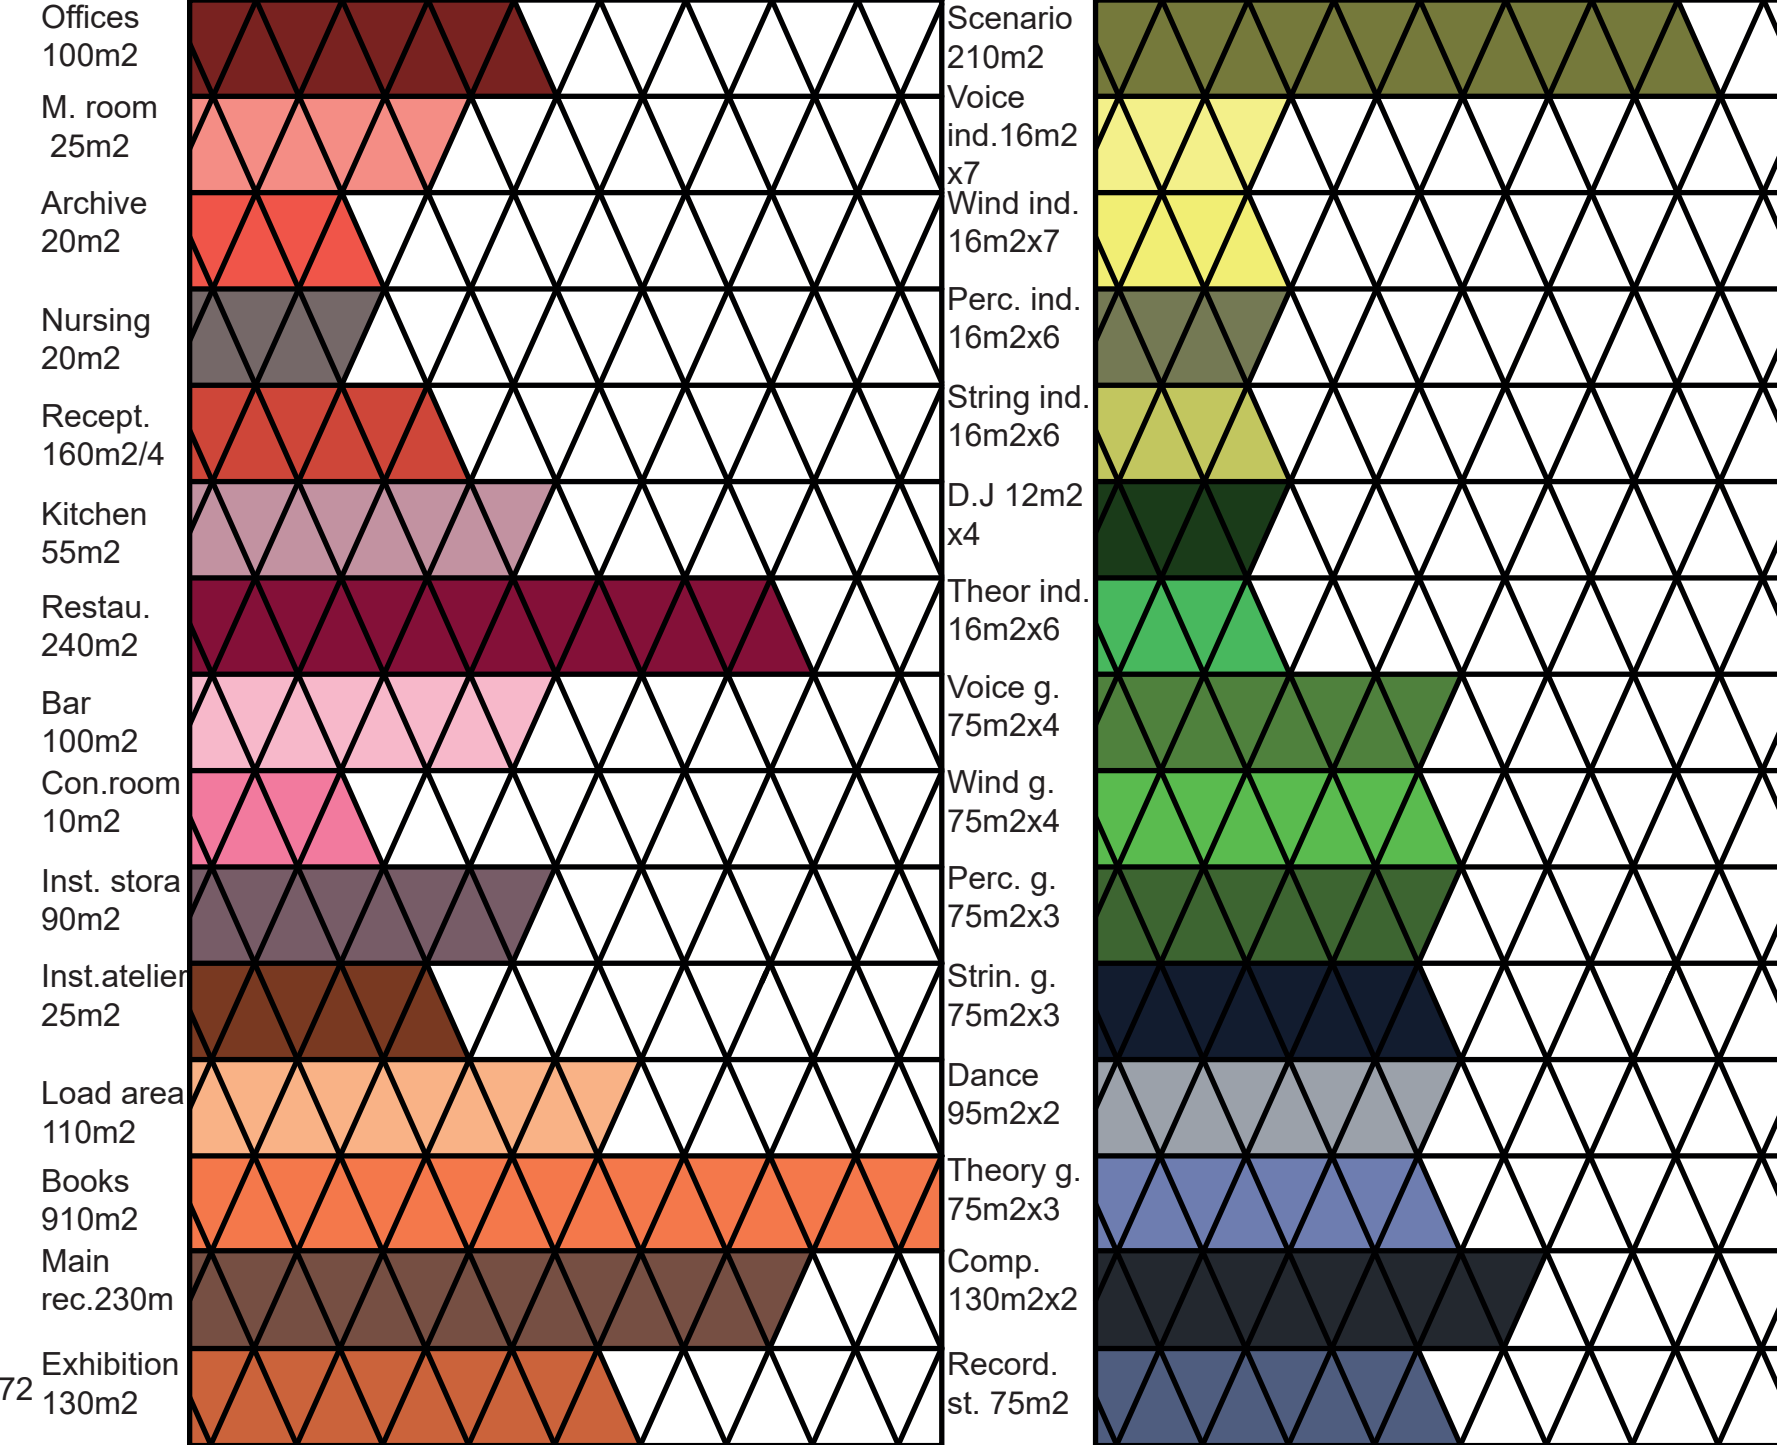 Offices
100m2
M. room
25m2
Archive
20m2
Nursing
20m2
Recept.
160m2/4
Kitchen
55m2
Restau.
240m2
Bar
100m2
Con.room
10m2
Inst. stora
90m2
Inst.atelier
25m2
Load area
110m2
Books
910m2
Main
rec.230m
Exhibition
72
130m2
Scenario
210m2
Voice
ind.16m2
x7
Wind ind.
16m2x7
Perc. ind.
16m2x6
String ind.
16m2x6
D.J 12m2
x4
Theor ind.
16m2x6
Voice g.
75m2x4
Wind g.
75m2x4
Perc. g.
75m2x3
Strin. g.
75m2x3
Dance
95m2x2
Theory g.
75m2x3
Comp.
130m2x2
Record.
st. 75m2